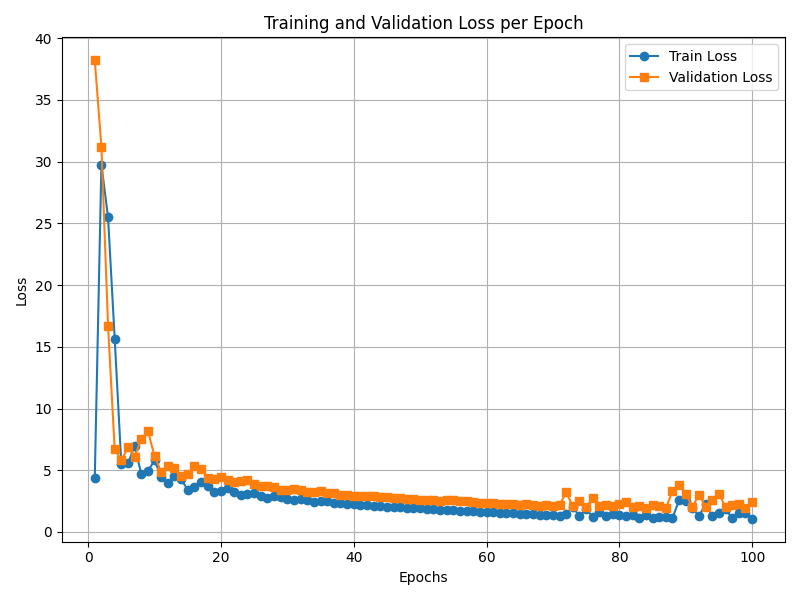 Training and Validation Loss per Epoch
Train Loss
Validation Loss
Loss
40
35
30
25
20
15
10
5
0
0 20 40 60 80 100
Epochs